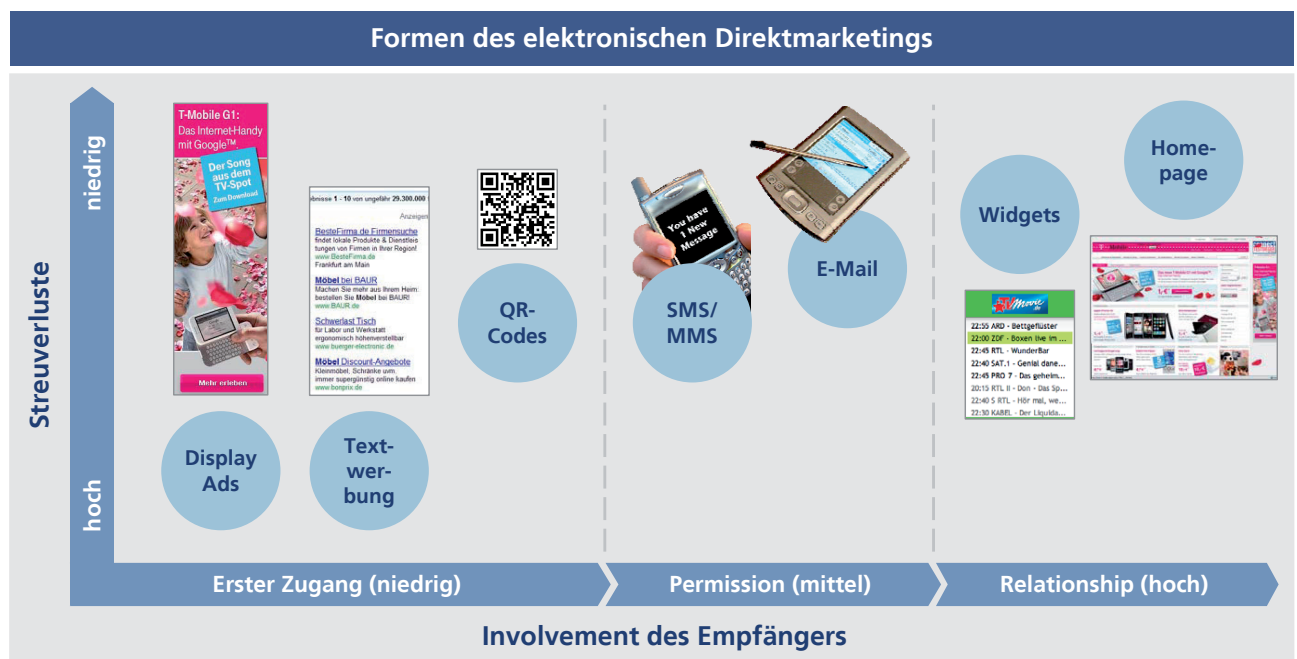 Formen des elektronischen Direktmarketings
Streuverluste
niedrig
hoch
T-Mobile G1:
Das Internet-Handy
mit Google™.
Der Song
aus dem
TV-Spot
Zum Download
Mehr erleben
Display
Ads
ebnisse 1 - 10 von ungefähr 29.300.000
Anzeigen
BesteFirma.de Firmensuche
findet lokale Produkte & Dienstleis
tungen von Firmen in Ihrer Region!
www.BesteFirma.de
Frankfurt am Main
Möbel bei BAUR
Machen Sie mehr aus Ihrem Heim:
bestellen Sie Möbel bei BAUR!
www.BAUR.de
Schwerlast Tisch
für Labor und Werkstatt
ergonomisch höhenverstellbar
www.buerger-electronic.de
Möbel Discount-Angebote
Kleinmöbel, Schränke uvm.
immer supergünstig online kaufen
www.bonprix.de
Text-
wer-
bung
QR-
Codes
You have
1 New
Message
SMS/
MMS
E-Mail
Widgets
TVMovie
22:55 ARD - Bettgeflüster
22:00 ZDF - Boxen live im ...
22:45 RTL - WunderBar
22:40 SAT.1 - Genial dane...
22:45 PRO 7 - Das geheim...
20:15 RTL II - Don - Das Sp...
22:40 S RTL - Hör mal, we...
22:30 KABEL - Der Liquida...
Home-
page
Erster Zugang (niedrig)
Permission (mittel)
Relationship (hoch)
Involvement des Empfängers